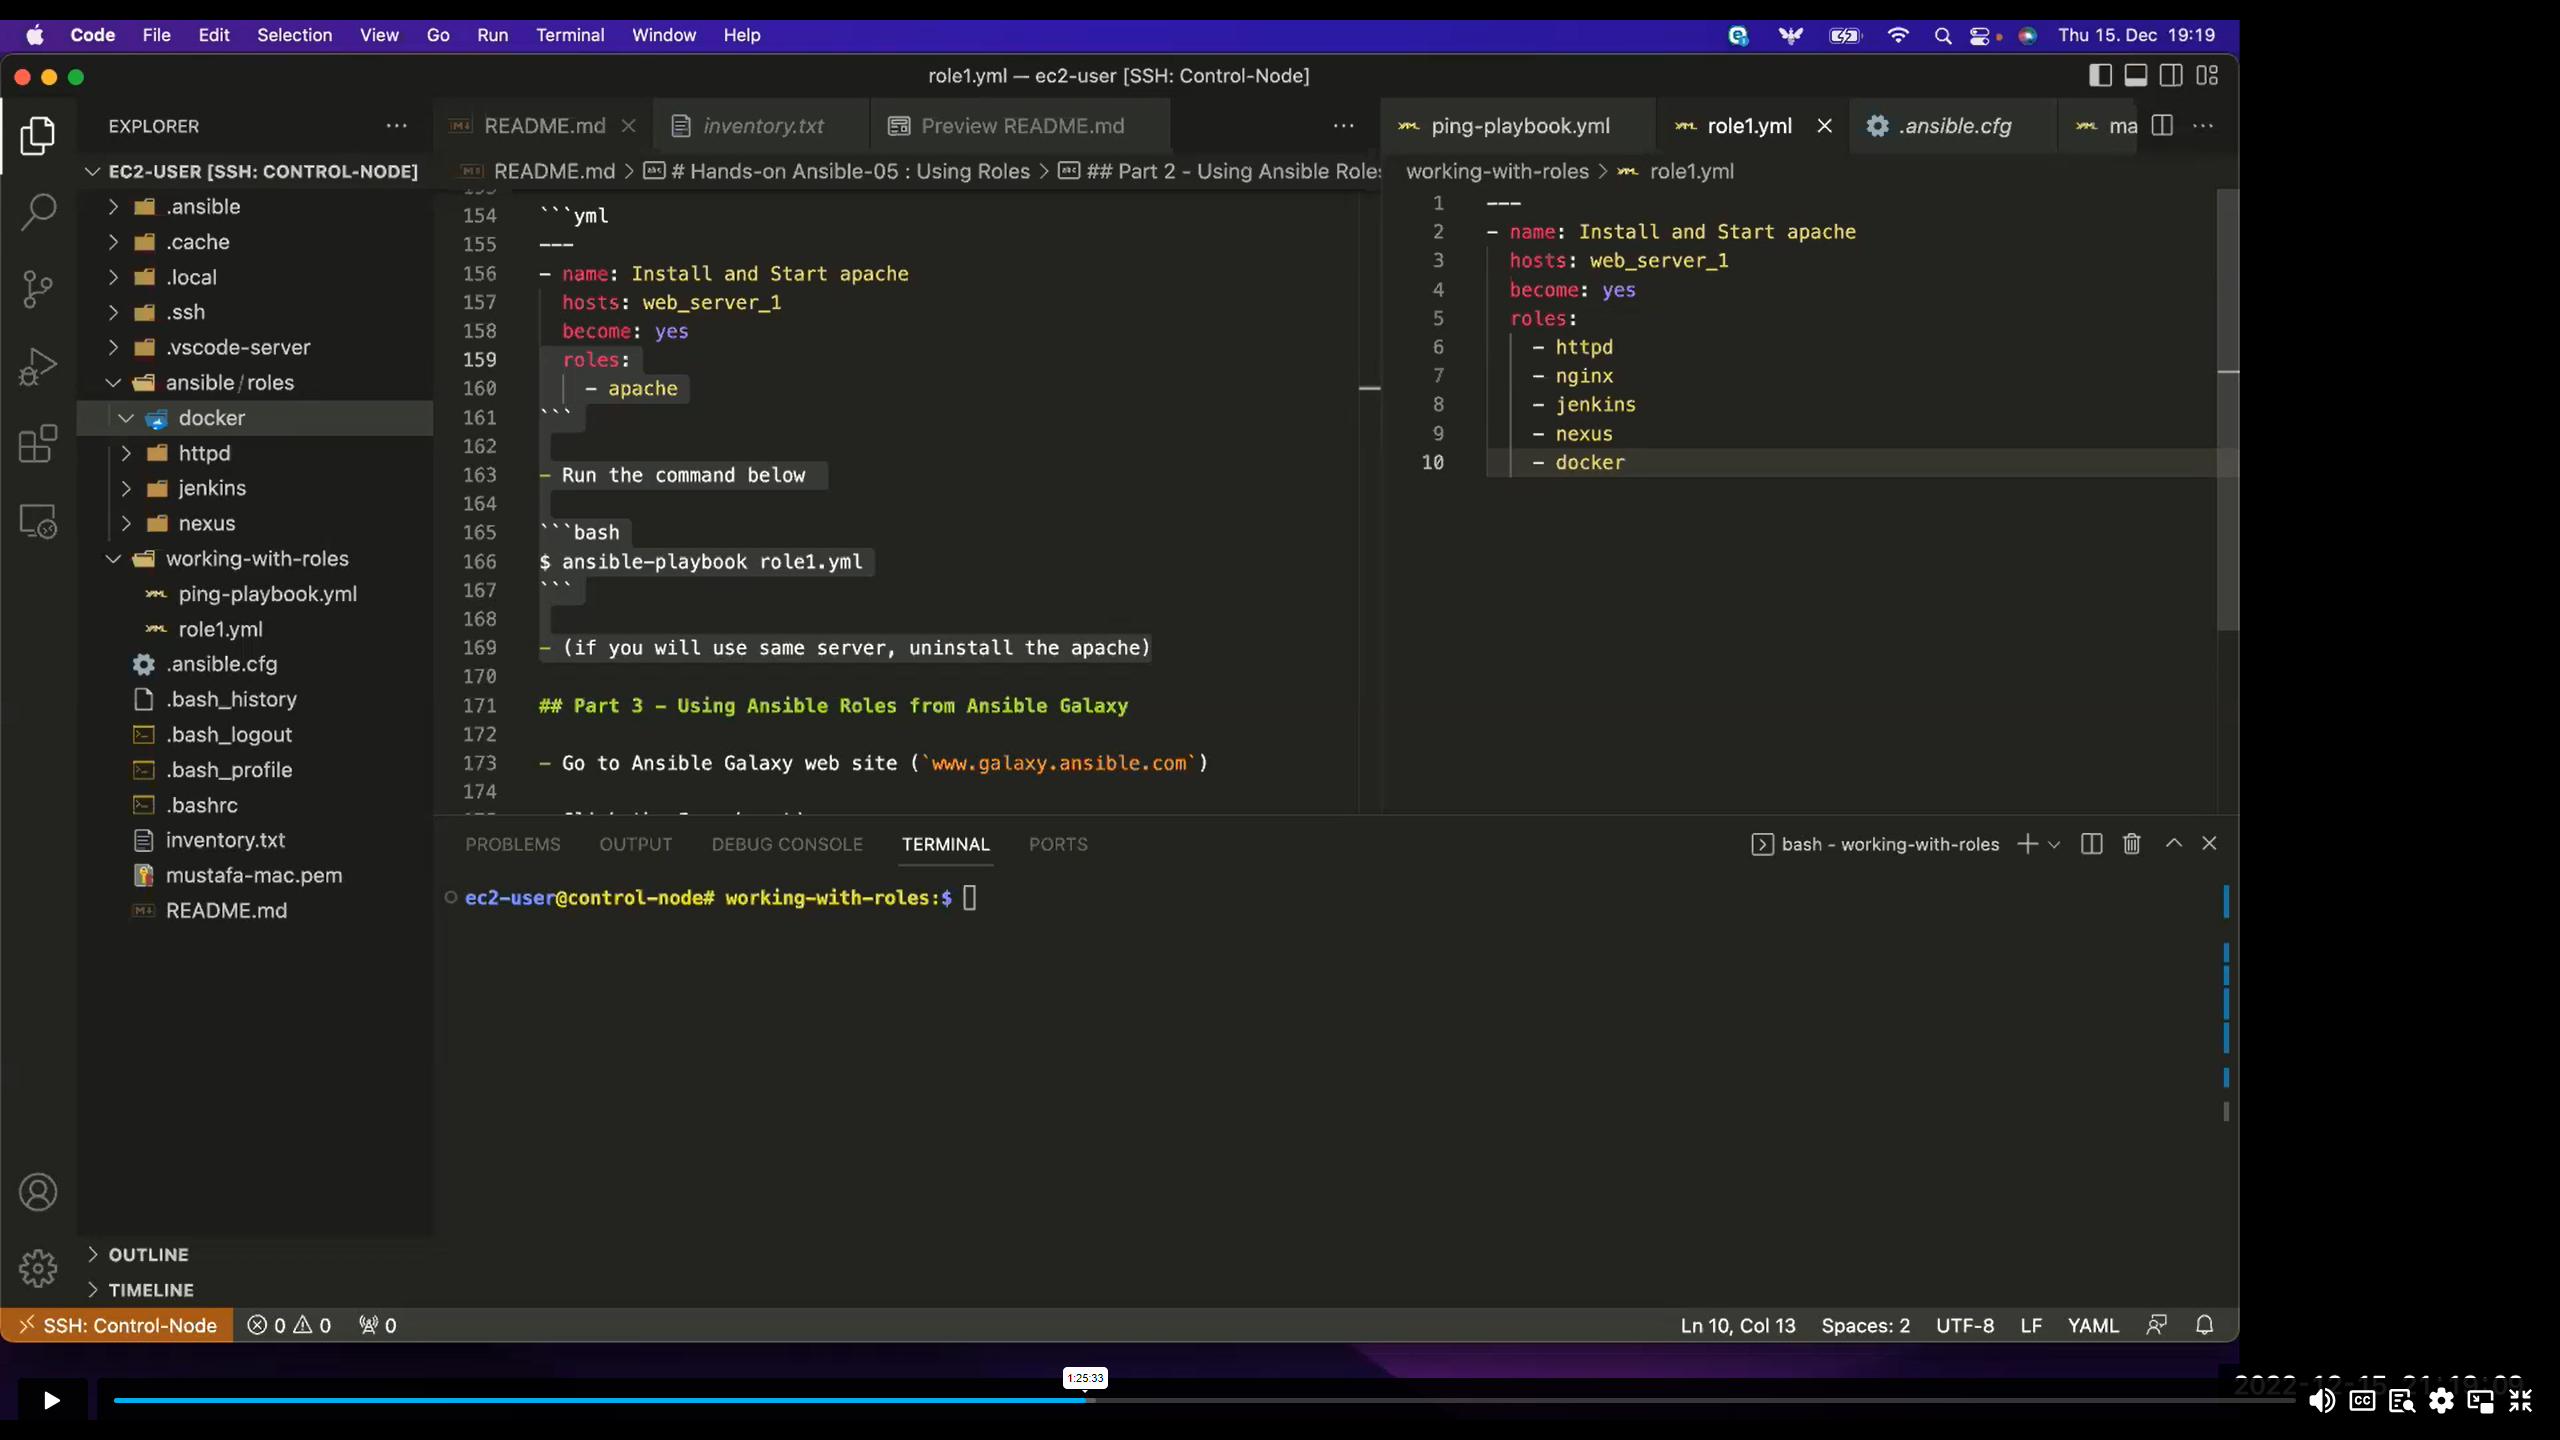 Code File Edit Selection View Go Run Terminal Window Help Thu 15. Dec 19:19
role1.yml — ec2-user [SSH: Control-Node]
EXPLORER
EC2-USER [SSH: CONTROL-NODE]
.ansible
.cache
.local
.ssh
.vscode-server
ansible/roles
docker
httpd
jenkins
nexus
working-with-roles
ping-playbook.yml
role1.yml
.ansible.cfg
.bash_history
.bash_logout
.bash_profile
.bashrc
inventory.txt
mustafa-mac.pem
README.md
OUTLINE
TIMELINE
README.md inventory.txt Preview README.md
README.md > # Hands-on Ansible-05 : Using Roles > ## Part 2 - Using Ansible Roles
154 ```yml
155 ---
156 - name: Install and Start apache
157 hosts: web_server_1
158 become: yes
159 roles:
160 - apache
161 ```
162
163 - Run the command below
164
165 ```bash
166 $ ansible-playbook role1.yml
167 ```
168
169 - (if you will use same server, uninstall the apache)
170
171 ## Part 3 - Using Ansible Roles from Ansible Galaxy
172
173 - Go to Ansible Galaxy web site (`www.galaxy.ansible.com`)
174
ping-playbook.yml role1.yml .ansible.cfg ma
working-with-roles > role1.yml
1 ---
2 - name: Install and Start apache
3 hosts: web_server_1
4 become: yes
5 roles:
6 - httpd
7 - nginx
8 - jenkins
9 - nexus
10 - docker
PROBLEMS OUTPUT DEBUG CONSOLE TERMINAL PORTS bash - working-with-roles
ec2-user@control-node# working-with-roles:$
SSH: Control-Node 0 0 0 Ln 10, Col 13 Spaces: 2 UTF-8 LF YAML
1:25:33
2022-12-15 21:19:09
CC